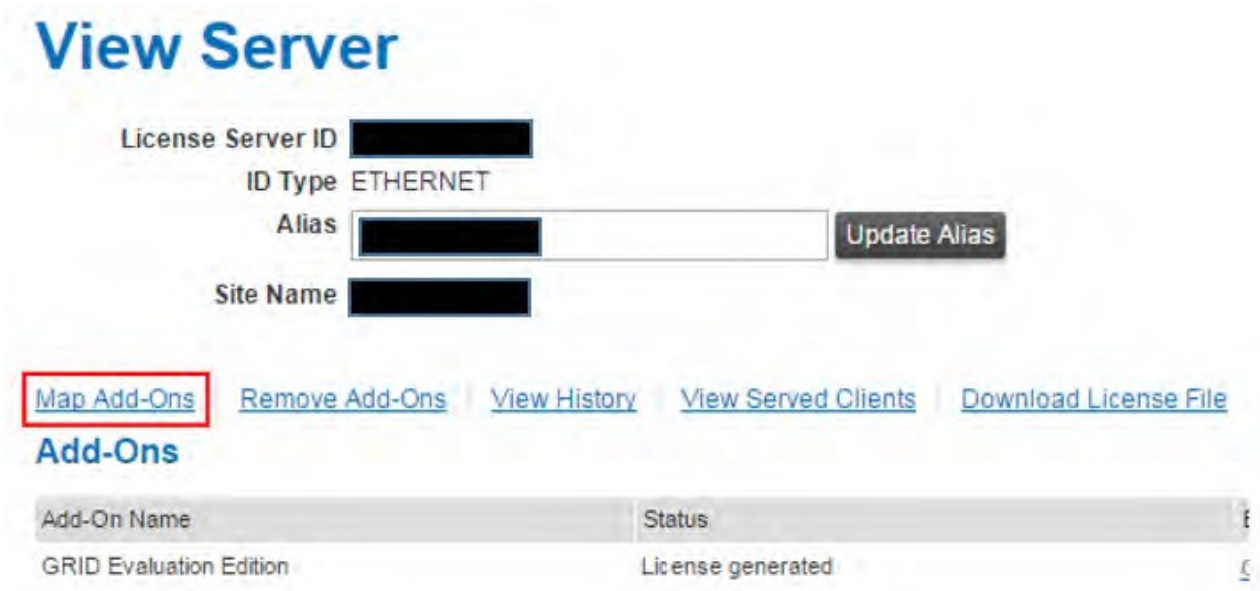 View Server
License Server ID
ID Type ETHERNET
Alias Update Alias
Site Name
Map Add-Ons Remove Add-Ons View History View Served Clients Download License File
Add-Ons
Add-On Name Status
GRID Evaluation Edition License generated